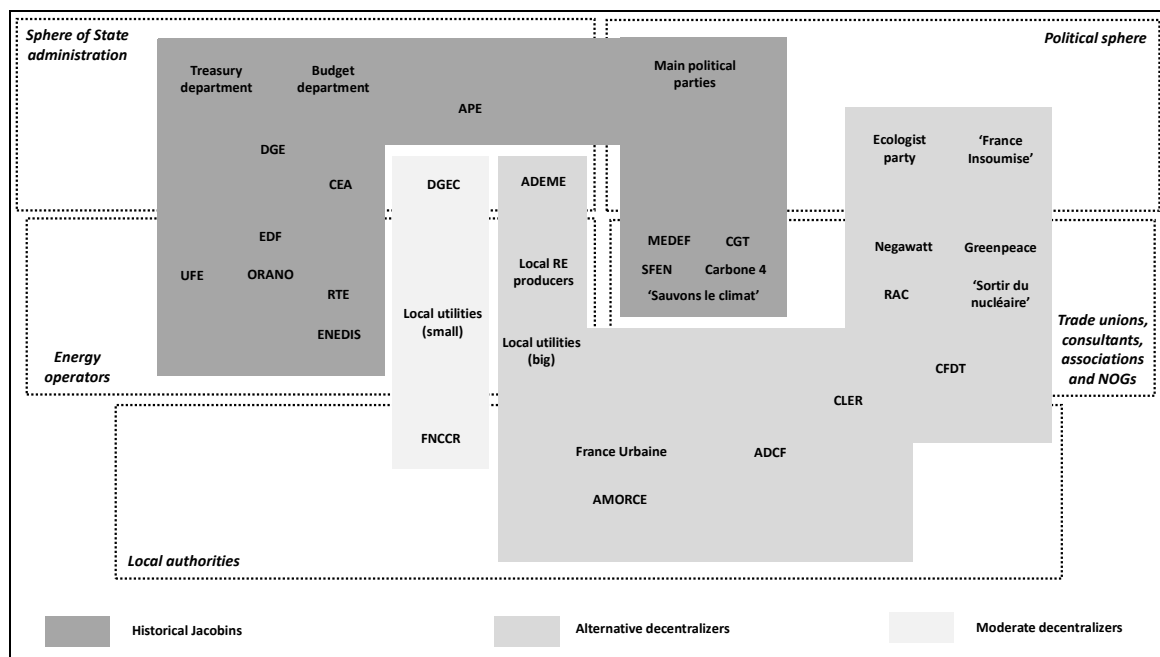 Sphere of State
administration
Political sphere
Treasury
department
Budget
department
Main political
parties
APE
DGE
Ecologist
party
‘France
Insoumise’
CEA
DGEC
ADEME
EDF
MEDEF
CGT
Negawatt
Greenpeace
UFE
ORANO
Local RE
producers
SFEN
Carbone 4
RTE
‘Sauvons le climat’
RAC
‘Sortir du
nucléaire’
ENEDIS
Local utilities
(small)
Local utilities
(big)
Energy
operators
Trade unions,
consultants,
associations
and NOGs
CFDT
CLER
FNCCR
France Urbaine
ADCF
AMORCE
Local authorities
Historical Jacobins
Alternative decentralizers
Moderate decentralizers